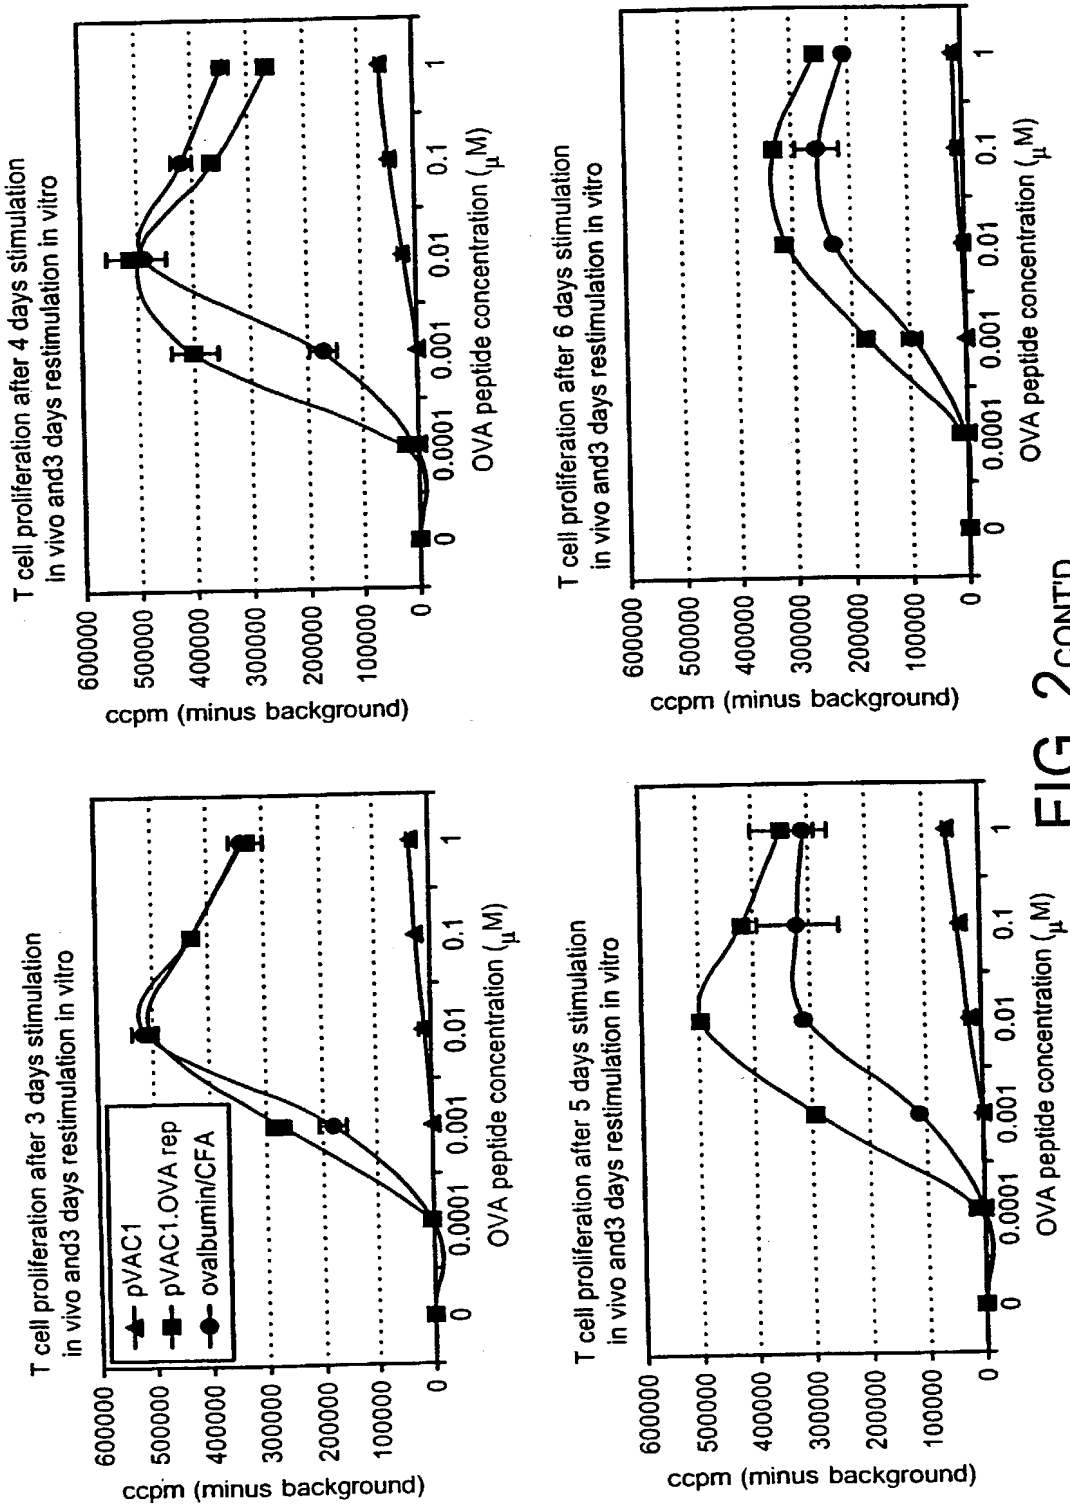 T cell proliferation after 3 days stimulation
in vivo and3 days restimulation in vitro
600000
500000
400000
300000
200000
100000
0
ccpm (minus background)
pVAC1
pVAC1.OVA rep
ovalbumin/CFA
0 0.0001 0.001 0.01 0.1 1
OVA peptide concentration (μM)
T cell proliferation after 4 days stimulation
in vivo and3 days restimulation in vitro
600000
500000
400000
300000
200000
100000
0
ccpm (minus background)
0 0.0001 0.001 0.01 0.1 1
OVA peptide concentration (μM)
T cell proliferation after 5 days stimulation
in vivo and3 days restimulation in vitro
600000
500000
400000
300000
200000
100000
0
ccpm (minus background)
0 0.0001 0.001 0.01 0.1 1
OVA peptide concentration (μM)
T cell proliferation after 6 days stimulation
in vivo and3 days restimulation in vitro
600000
500000
400000
300000
200000
100000
0
ccpm (minus background)
0 0.0001 0.001 0.01 0.1 1
OVA peptide concentration (μM)
FIG 2 CONT'D